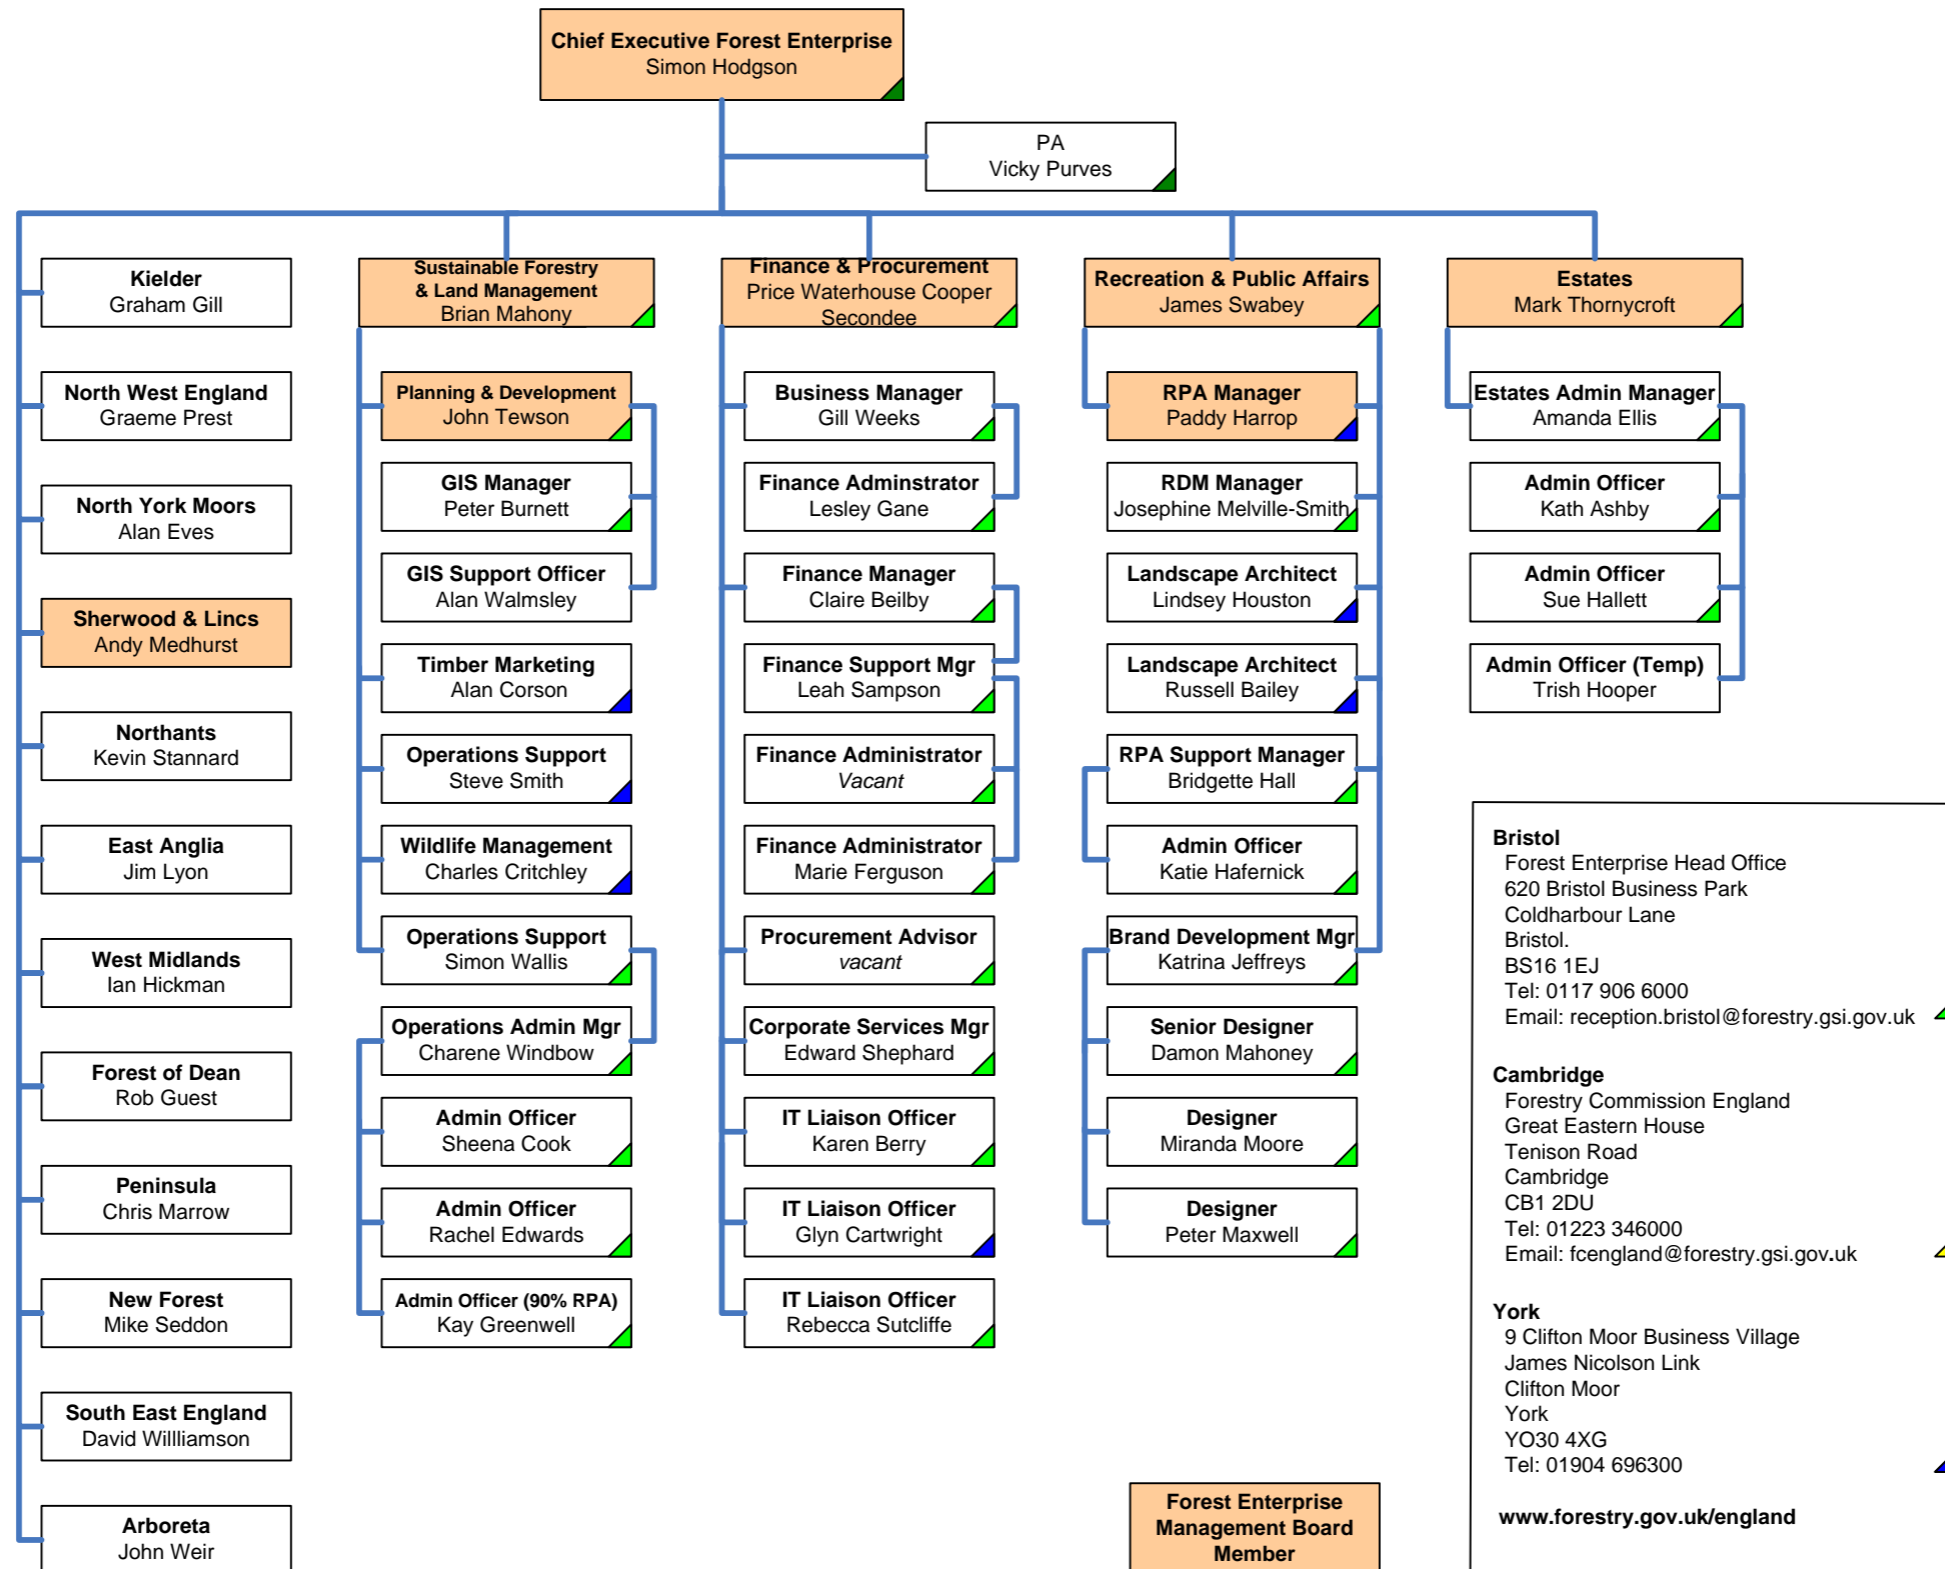 Chief Executive Forest Enterprise
Simon Hodgson
PA
Vicky Purves
Kielder
Graham Gill
North West England
Graeme Prest
North York Moors
Alan Eves
Sherwood & Lincs
Andy Medhurst
Northants
Kevin Stannard
East Anglia
Jim Lyon
West Midlands
Ian Hickman
Forest of Dean
Rob Guest
Peninsula
Chris Marrow
New Forest
Mike Seddon
South East England
David Willliamson
Arboreta
John Weir
Sustainable Forestry
& Land Management
Brian Mahony
Planning & Development
John Tewson
GIS Manager
Peter Burnett
GIS Support Officer
Alan Walmsley
Timber Marketing
Alan Corson
Operations Support
Steve Smith
Wildlife Management
Charles Critchley
Operations Support
Simon Wallis
Operations Admin Mgr
Charene Windbow
Admin Officer
Sheena Cook
Admin Officer
Rachel Edwards
Admin Officer (90% RPA)
Kay Greenwell
Finance & Procurement
Price Waterhouse Cooper
Secondee
Business Manager
Gill Weeks
Finance Adminstrator
Lesley Gane
Finance Manager
Claire Beilby
Finance Support Mgr
Leah Sampson
Finance Administrator
Vacant
Finance Administrator
Marie Ferguson
Procurement Advisor
vacant
Corporate Services Mgr
Edward Shephard
IT Liaison Officer
Karen Berry
IT Liaison Officer
Glyn Cartwright
IT Liaison Officer
Rebecca Sutcliffe
Recreation & Public Affairs
James Swabey
RPA Manager
Paddy Harrop
RDM Manager
Josephine Melville-Smith
Landscape Architect
Lindsey Houston
Landscape Architect
Russell Bailey
RPA Support Manager
Bridgette Hall
Admin Officer
Katie Hafernick
Brand Development Mgr
Katrina Jeffreys
Senior Designer
Damon Mahoney
Designer
Miranda Moore
Designer
Peter Maxwell
Estates
Mark Thornycroft
Estates Admin Manager
Amanda Ellis
Admin Officer
Kath Ashby
Admin Officer
Sue Hallett
Admin Officer (Temp)
Trish Hooper
Forest Enterprise
Management Board
Member
Bristol
Forest Enterprise Head Office
620 Bristol Business Park
Coldharbour Lane
Bristol.
BS16 1EJ
Tel: 0117 906 6000
Email: reception.bristol@forestry.gsi.gov.uk
Cambridge
Forestry Commission England
Great Eastern House
Tenison Road
Cambridge
CB1 2DU
Tel: 01223 346000
Email: fcengland@forestry.gsi.gov.uk
York
9 Clifton Moor Business Village
James Nicolson Link
Clifton Moor
York
YO30 4XG
Tel: 01904 696300
www.forestry.gov.uk/england